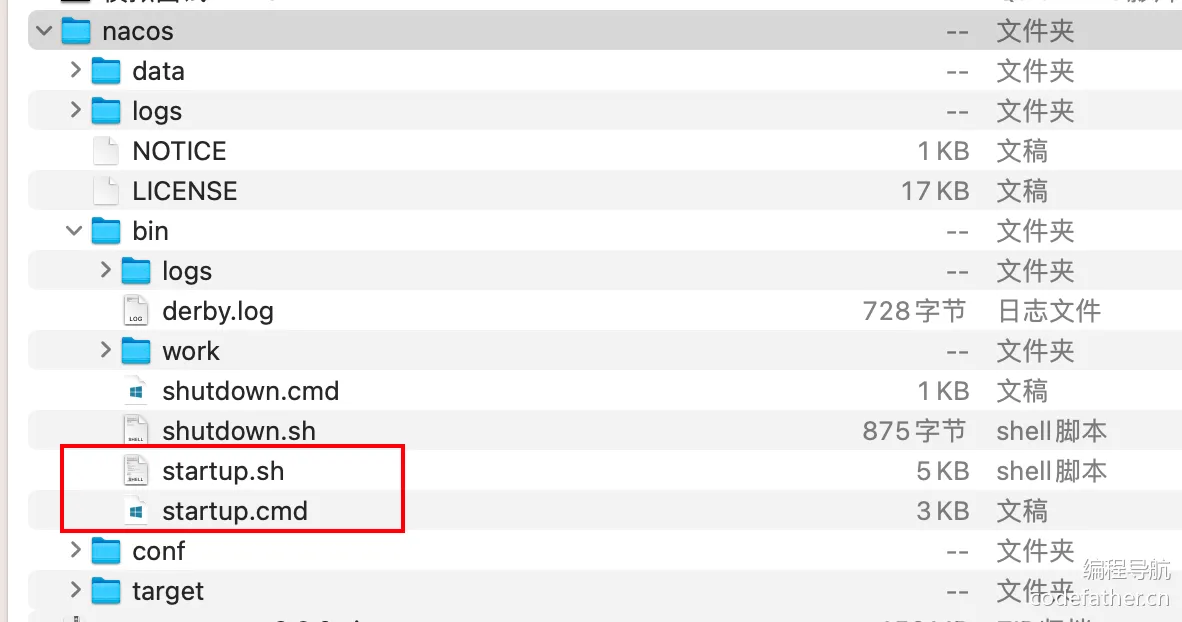 nacos -- 文件夹
data -- 文件夹
logs -- 文件夹
NOTICE 1 KB 文稿
LICENSE 17 KB 文稿
bin -- 文件夹
logs -- 文件夹
LOG derby.log 728 字节 日志文件
work -- 文件夹
shutdown.cmd 1 KB 文稿
SHELL shutdown.sh 875 字节 shell脚本
SHELL startup.sh 5 KB shell脚本
startup.cmd 3 KB 文稿
conf -- 文件夹
target -- 文件夹
编程导航
codefather.cn